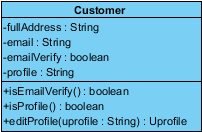 Customer
-fullAddress : String
-email : String
-emailVerify : boolean
-profile : String
+isEmailVerify() : boolean
+isProfile() : boolean
+editProfile(uprofile : String) : Uprofile